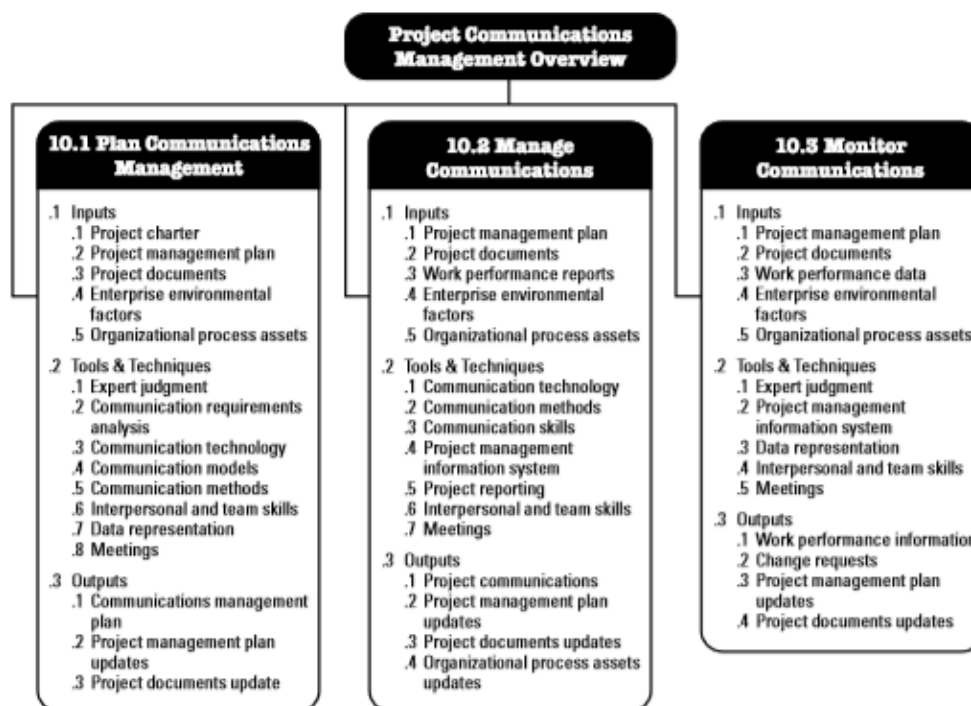 Project Communications
Management Overview
10.1 Plan Communications
Management
.1 Inputs
.1 Project charter
.2 Project management plan
.3 Project documents
.4 Enterprise environmental
factors
.5 Organizational process assets
.2 Tools & Techniques
.1 Expert judgment
.2 Communication requirements
analysis
.3 Communication technology
.4 Communication models
.5 Communication methods
.6 Interpersonal and team skills
.7 Data representation
.8 Meetings
.3 Outputs
.1 Communications management
plan
.2 Project management plan
updates
.3 Project documents update
10.2 Manage
Communications
.1 Inputs
.1 Project management plan
.2 Project documents
.3 Work performance reports
.4 Enterprise environmental
factors
.5 Organizational process assets
.2 Tools & Techniques
.1 Communication technology
.2 Communication methods
.3 Communication skills
.4 Project management
information system
.5 Project reporting
.6 Interpersonal and team skills
.7 Meetings
.3 Outputs
.1 Project communications
.2 Project management plan
updates
.3 Project documents updates
.4 Organizational process assets
updates
10.3 Monitor
Communications
.1 Inputs
.1 Project management plan
.2 Project documents
.3 Work performance data
.4 Enterprise environmental
factors
.5 Organizational process assets
.2 Tools & Techniques
.1 Expert judgment
.2 Project management
information system
.3 Data representation
.4 Interpersonal and team skills
.5 Meetings
.3 Outputs
.1 Work performance information
.2 Change requests
.3 Project management plan
updates
.4 Project documents updates